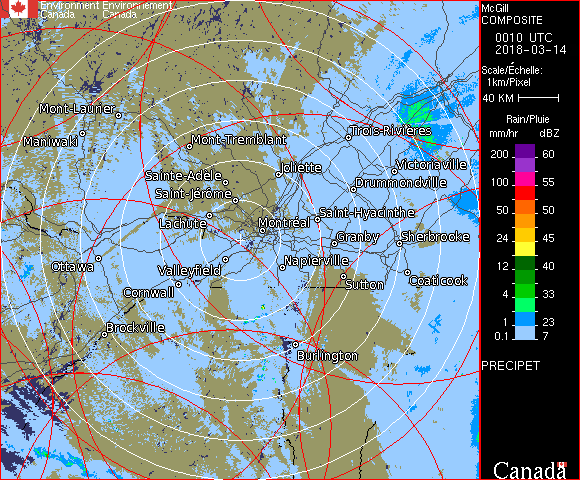 Environment Environnement
Canada Canada
McGill
COMPOSITE
0010 UTC
2018-03-14
Scale/Échelle:
1km/Pixel
40 KM
Rain/Pluie
mm/hr dBZ
200 60
100 55
50 50
24 45
12 40
4 33
1 23
0.1 7
PRECIPET
Canada
Mont-Laurier
Maniwaki
Mont-Tremblant
Trois-Rivières
Joliette
Victoriaville
Sainte-Adèle
Drummondville
Saint-Jérôme
Saint-Hyacinthe
Lachute
Montréal
Granby
Sherbrooke
Ottawa
Valleyfield
Napierville
Sutton
Coaticook
Cornwall
Brockville
Burlington